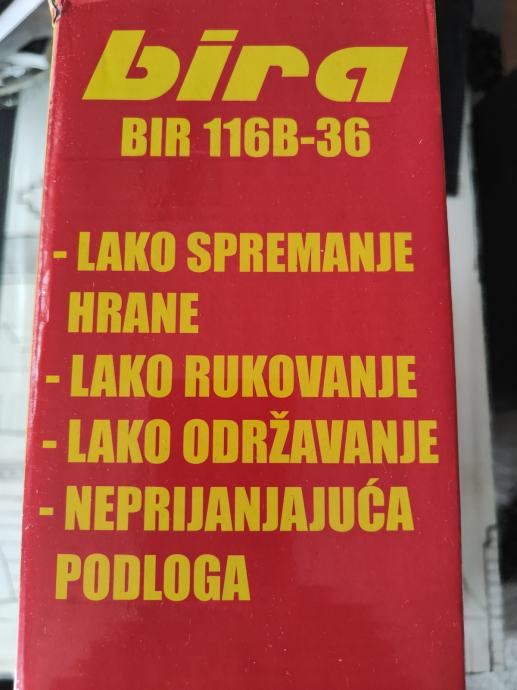 bira
BIR 116B-36
- LAKO SPREMANJE
HRANE
- LAKO RUKOVANJE
- LAKO ODRŽAVANJE
- NEPRIJANJAJUĆA
PODLOGA